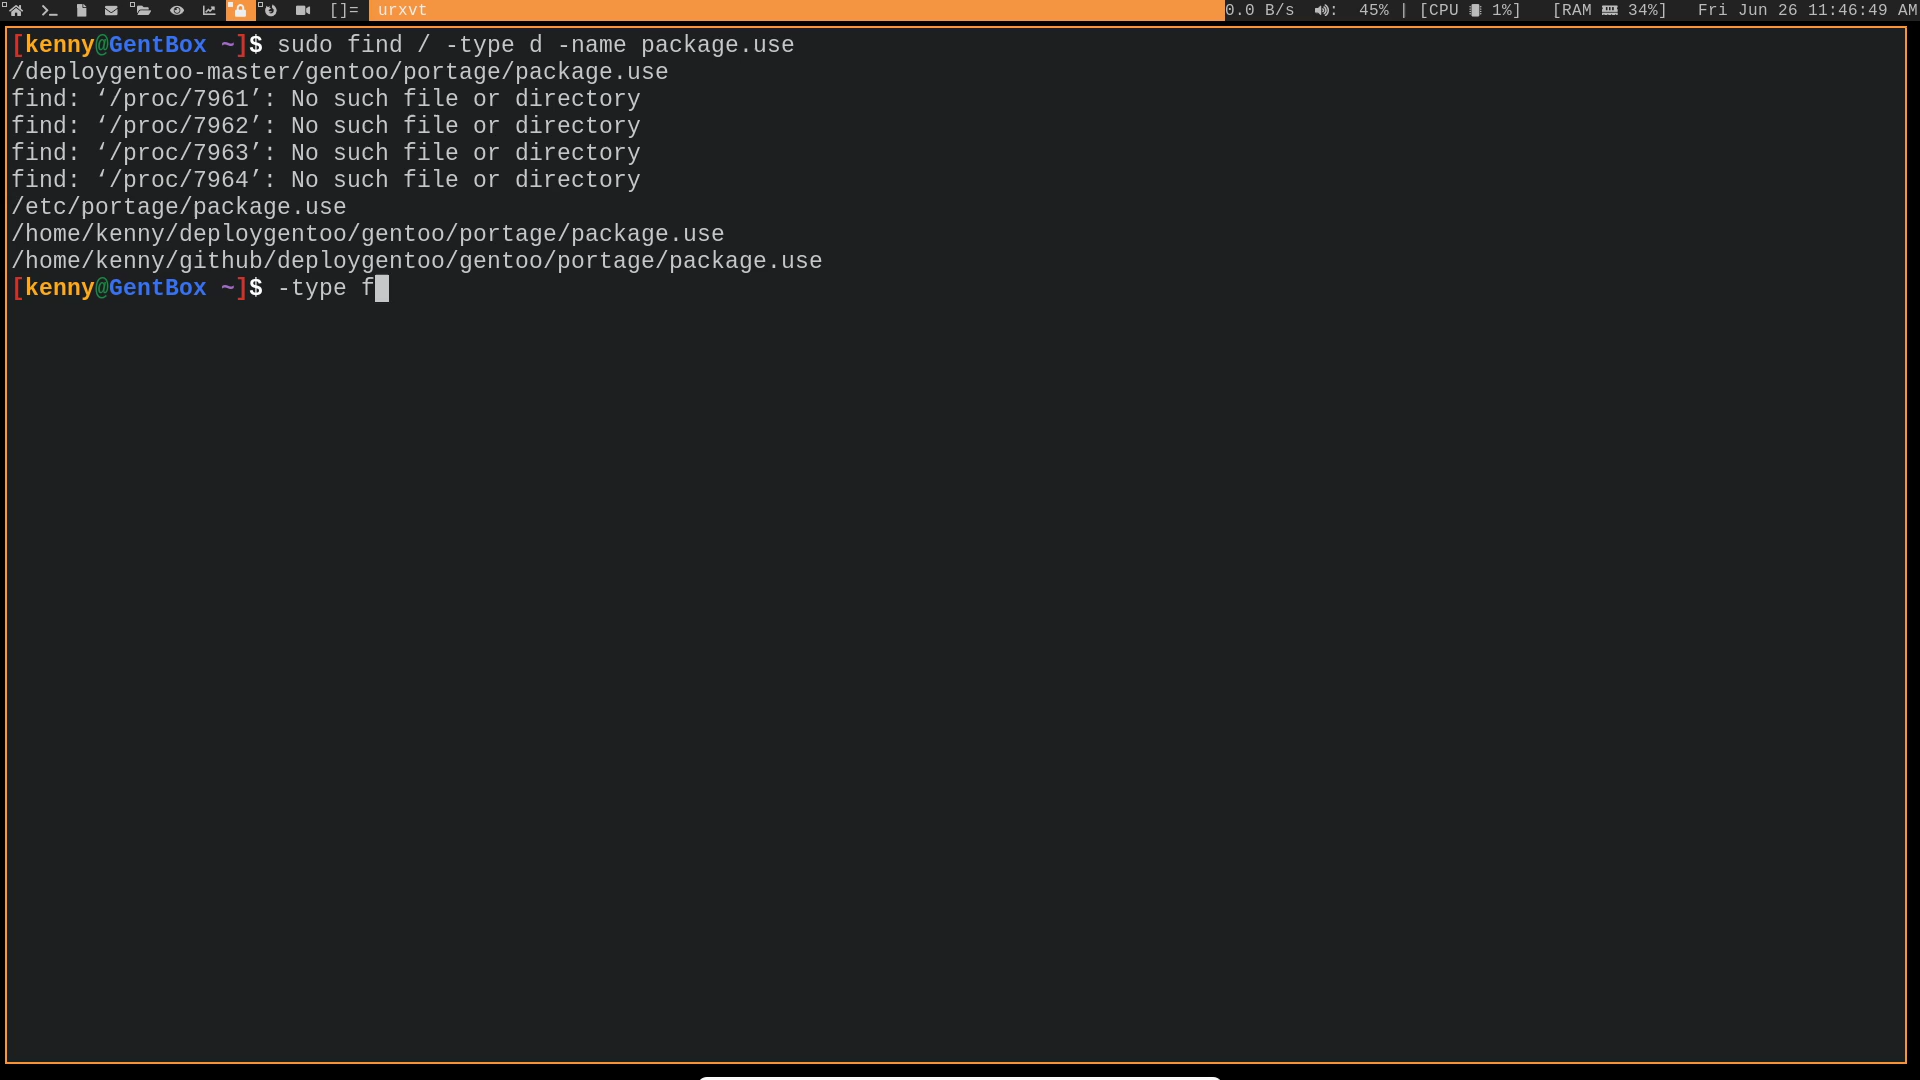 []= urxvt 0.0 B/s : 45% | [CPU 1%] [RAM 34%] Fri Jun 26 11:46:49 AM
[kenny@GentBox ~]$ sudo find / -type d -name package.use
/deploygentoo-master/gentoo/portage/package.use
find: ‘/proc/7961’: No such file or directory
find: ‘/proc/7962’: No such file or directory
find: ‘/proc/7963’: No such file or directory
find: ‘/proc/7964’: No such file or directory
/etc/portage/package.use
/home/kenny/deploygentoo/gentoo/portage/package.use
/home/kenny/github/deploygentoo/gentoo/portage/package.use
[kenny@GentBox ~]$ -type f